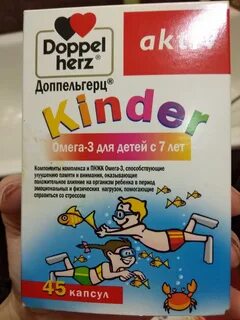 Doppel
herz®
aktiv
Доппельгерц®
Kinder
Омега-3 для детей с 7 лет
Компоненты комплекса и ПНЖК Омега-3, способствующие
улучшению памяти и внимания, оказывающие
положительное влияние на организм ребенка в период
эмоциональных и физических нагрузок, помогающие
справиться со стрессом
45 капсул